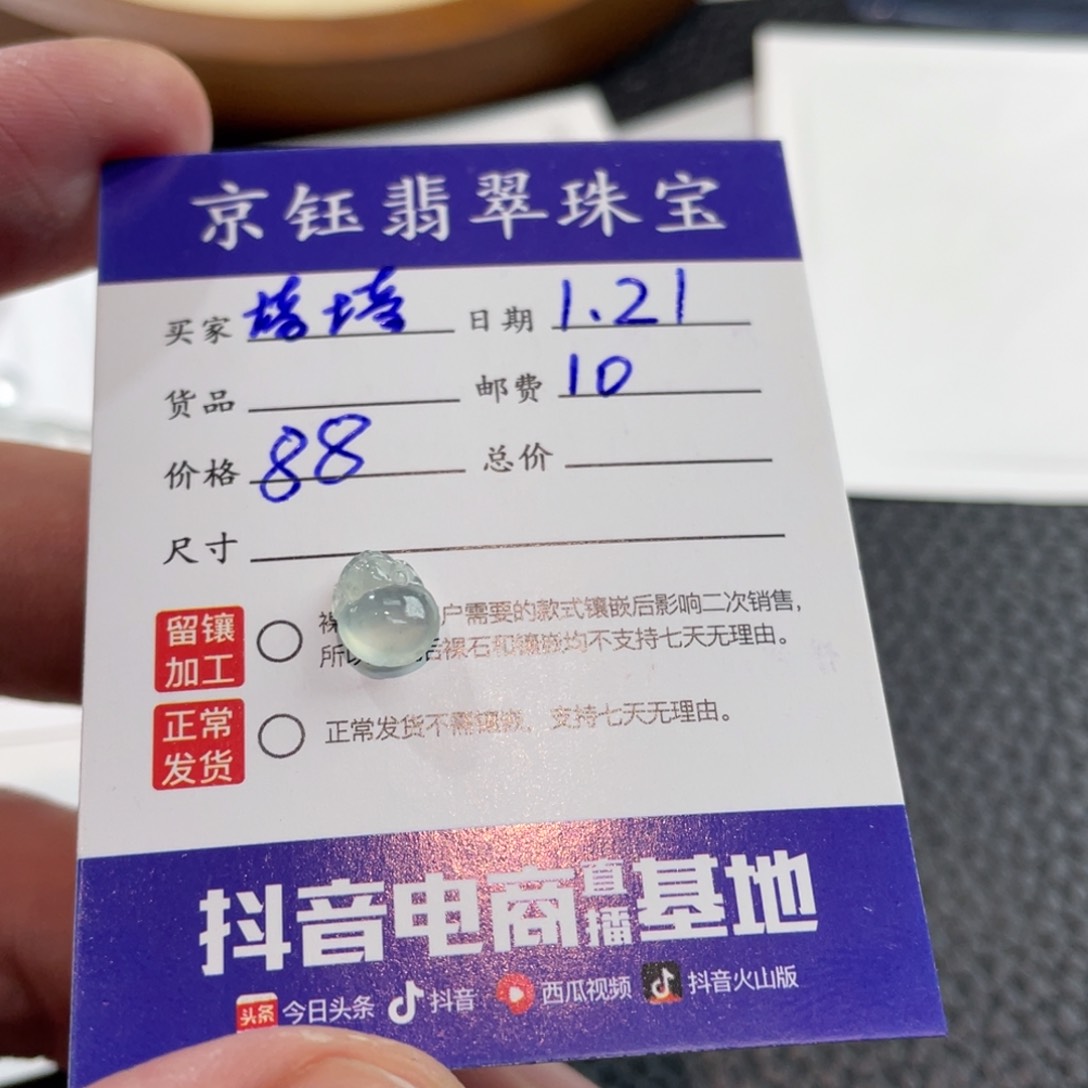 京钰翡翠珠宝
买家 日期 1.21
货品 邮费 10
价格 88 总价
尺寸
留镶加工 裸 户需要的款式镶嵌后影响二次销售,
所以 后裸石和镶嵌均不支持七天无理由。
正常发货 正常发货不需镶嵌,支持七天无理由。
抖音电商直播基地
头条 今日头条 抖音 西瓜视频 抖音火山版